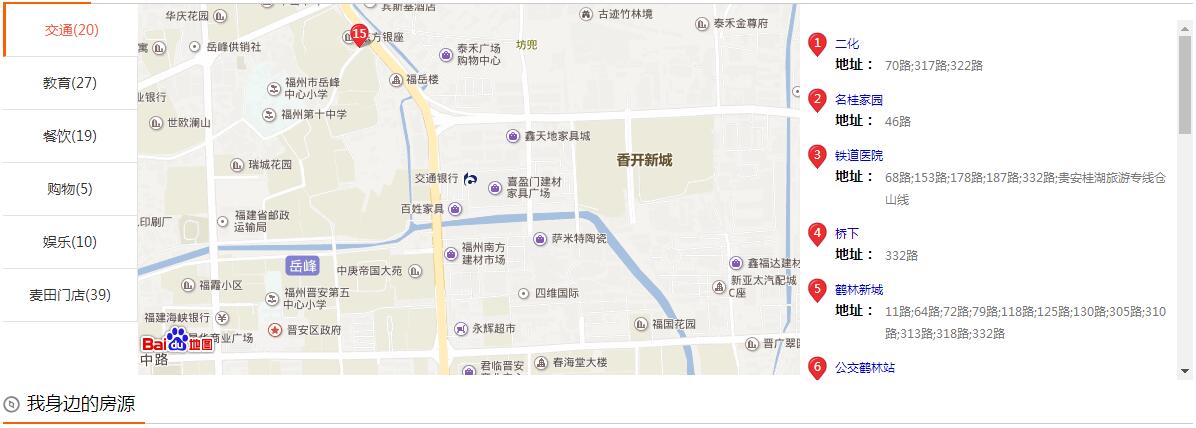 交通(20)
教育(27)
餐饮(19)
购物(5)
娱乐(10)
麦田门店(39)
华庆花园
岳峰供销社
15
古迹竹林境
泰禾金尊府
泰禾广场
购物中心
坊兜
福州市岳峰
中心小学
福岳楼
福州第十中学
世欧澜山
鑫天地家具城
瑞城花园
香开新城
交通银行
喜盈门建材
家具广场
百姓家具
福建省邮政
运输局
印刷厂
萨米特陶瓷
福州南方
建材市场
岳峰
中庚帝国大苑
鑫福达建材
新亚太汽配城
C座
福霞小区
福州晋安第五
中心小学
四维国际
福建海峡银行
晋安区政府
永辉超市
福州国花园
商业广场
Bai du 地图
中路
君临晋安
春海堂大楼
1 二化
地址： 70路;317路;322路
2 名桂家园
地址： 46路
3 铁道医院
地址： 68路;153路;178路;187路;332路;贵安桂湖旅游专线仓
山线
4 桥下
地址： 332路
5 鹤林新城
地址： 11路;64路;72路;79路;118路;125路;130路;305路;310
路;313路;318路;332路
6 公交鹤林站
我身边的房源